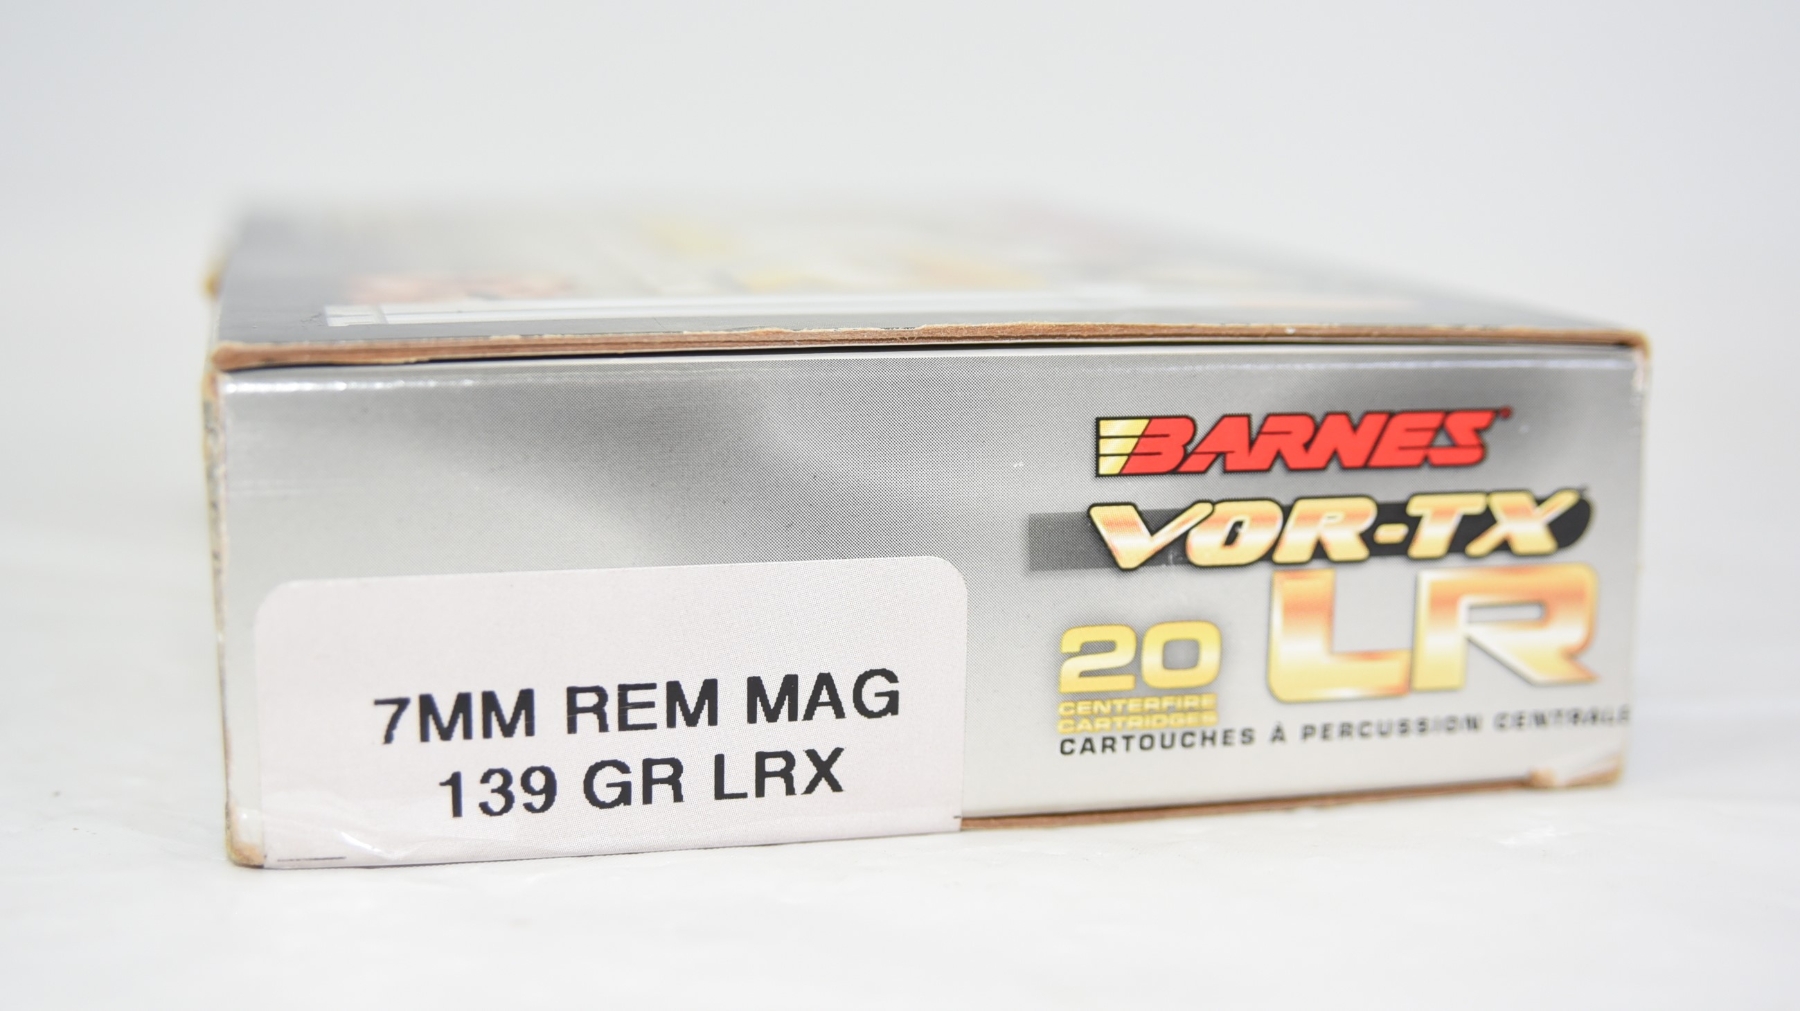 BARNES
VOR-TX
LR
20
CENTERFIRE
CARTRIDGES
CARTOUCHES À PERCUSSION CENTRALE
7MM REM MAG
139 GR LRX